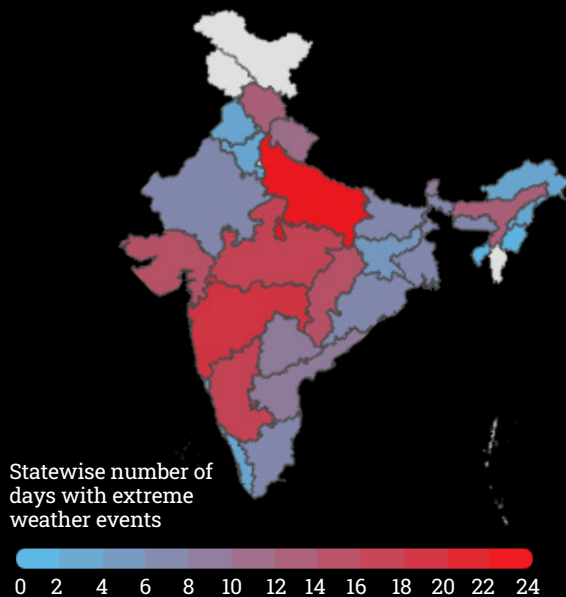 Statewise number of
days with extreme
weather events
0 2 4 6 8 10 12 14 16 18 20 22 24